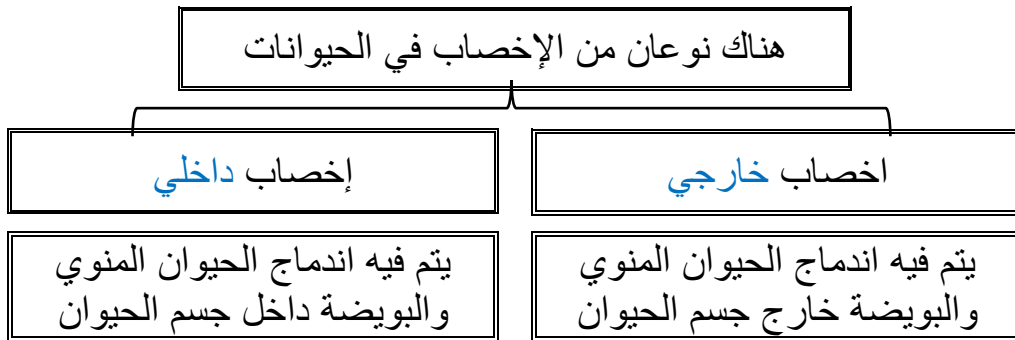 هناك نوعان من الإخصاب في الحيوانات
اخصاب خارجي
إخصاب داخلي
يتم فيه اندماج الحيوان المنوي
والبويضة خارج جسم الحيوان
يتم فيه اندماج الحيوان المنوي
والبويضة داخل جسم الحيوان